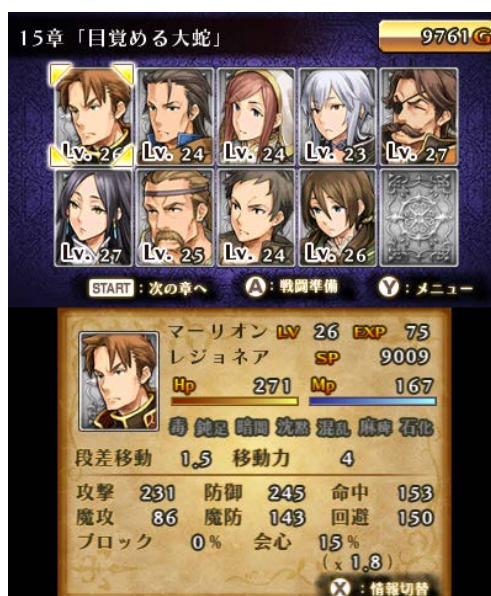 15章「目覚める大蛇」
9761G
Lv. 26 Lv. 24 Lv. 24 Lv. 23 Lv. 27
Lv. 27 Lv. 25 Lv. 24 Lv. 26
START：次の章へ Ⓐ：戦闘準備 Ⓨ：メニュー
マーリオン LV 26 EXP 75
レジョネア SP 9009
Hp 271 Mp 167
毒 鈍足 暗闇 沈黙 混乱 麻痺 石化
段差移動 1.5 移動力 4
攻撃 231 防御 245 命中 153
魔攻 86 魔防 143 回避 150
ブロック 0% 会心 15%
(x 1.8)
Ⓧ：情報切替